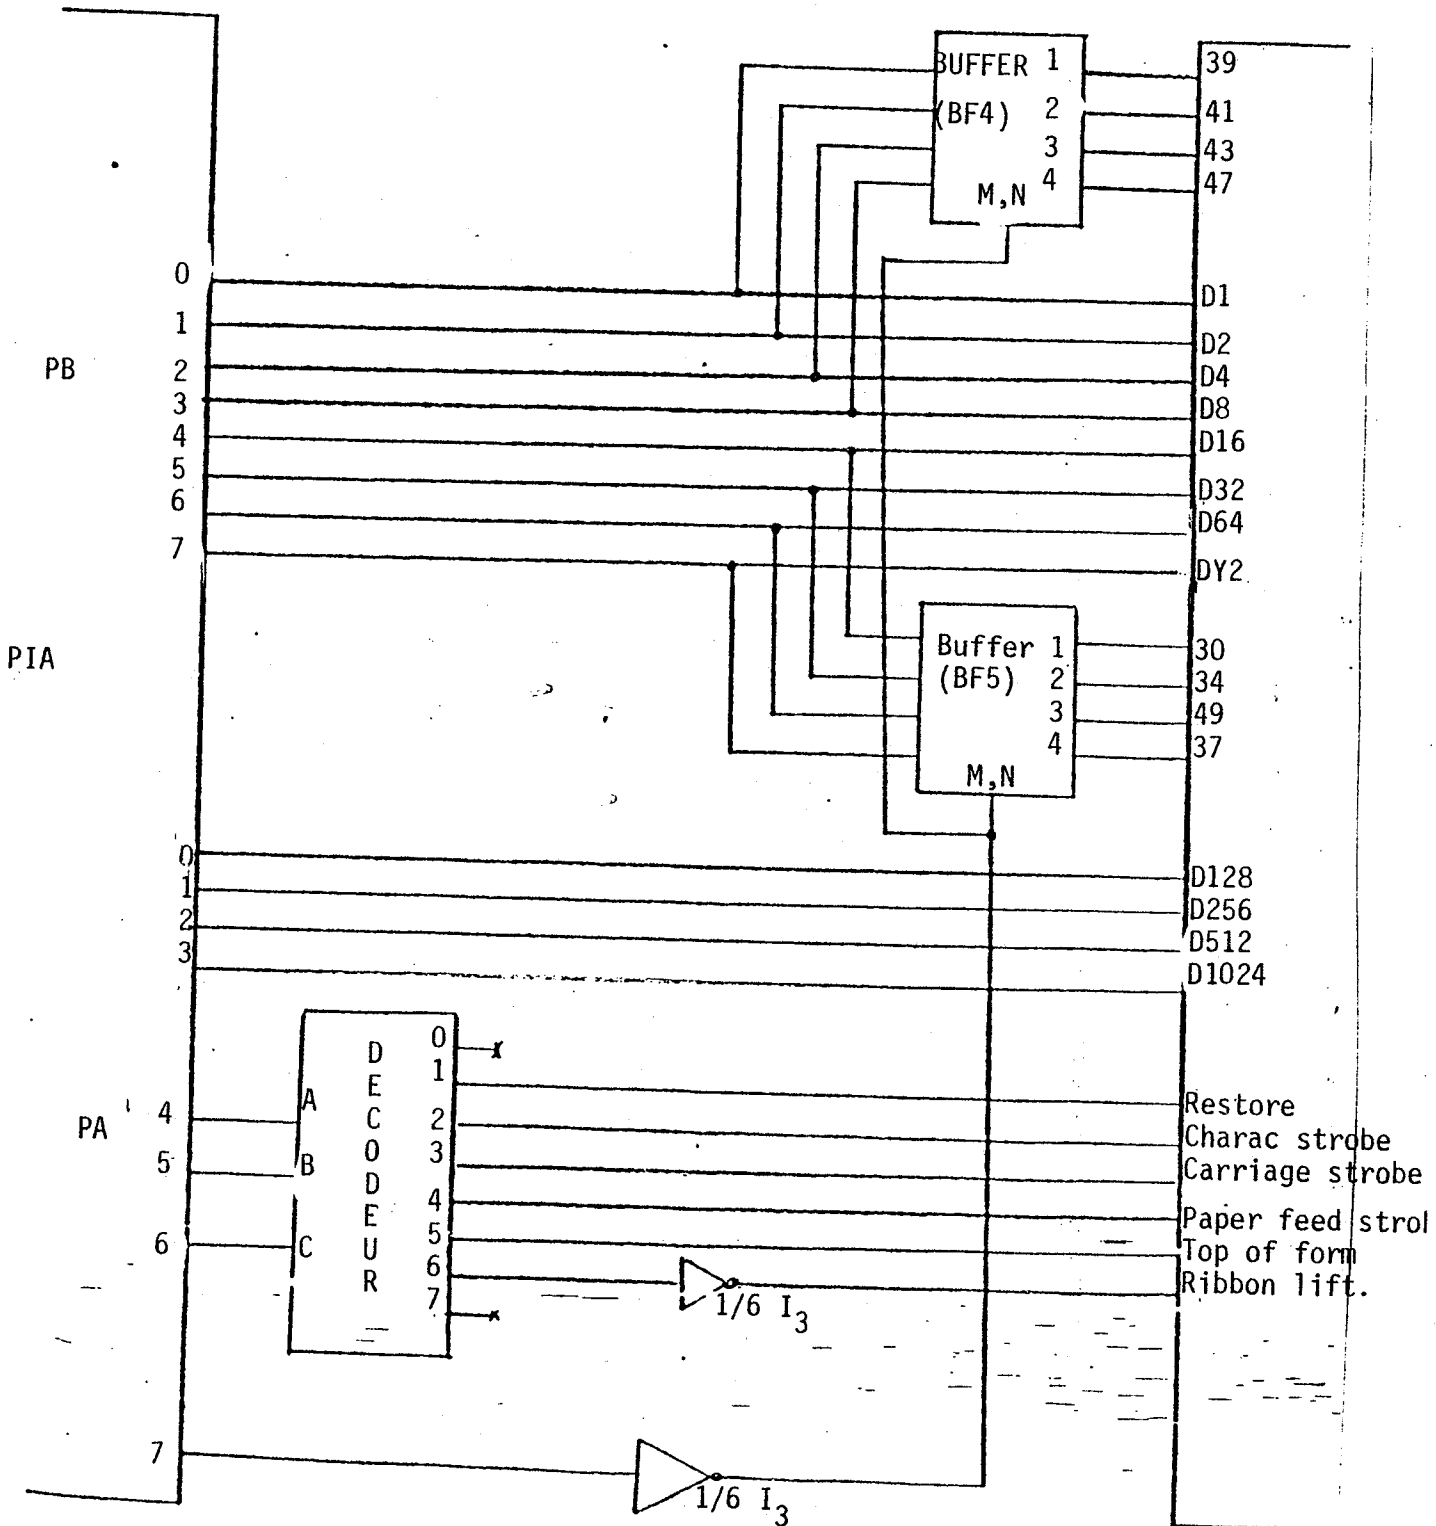 BUFFER 1
(BF4) 2
3
M,N 4
39
41
43
47
PB
0
1
2
3
4
5
6
7
D1
D2
D4
D8
D16
D32
D64
DY2
PIA
Buffer 1
(BF5) 2
3
4
M,N
30
34
49
37
0
1
2
3
D128
D256
D512
D1024
PA
4
5
6
7
A
B
C
DECODEUR
0
1
2
3
4
5
6
7
Restore
Charac strobe
Carriage strobe
Paper feed strol
Top of form
Ribbon lift.
1/6 I3
1/6 I3